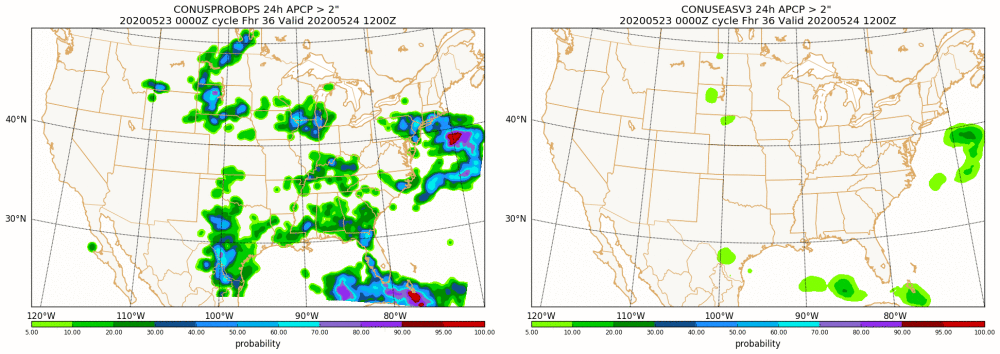 CONUSPROBOPS 24h APCP > 2"
20200523 0000Z cycle Fhr 36 Valid 20200524 1200Z
40°N
30°N
120°W 110°W 100°W 90°W 80°W
5.00 10.00 20.00 30.00 40.00 50.00 60.00 70.00 80.00 90.00 95.00 100.00
probability
CONUSEASV3 24h APCP > 2"
20200523 0000Z cycle Fhr 36 Valid 20200524 1200Z
40°N
30°N
120°W 110°W 100°W 90°W 80°W
5.00 10.00 20.00 30.00 40.00 50.00 60.00 70.00 80.00 90.00 95.00 100.00
probability